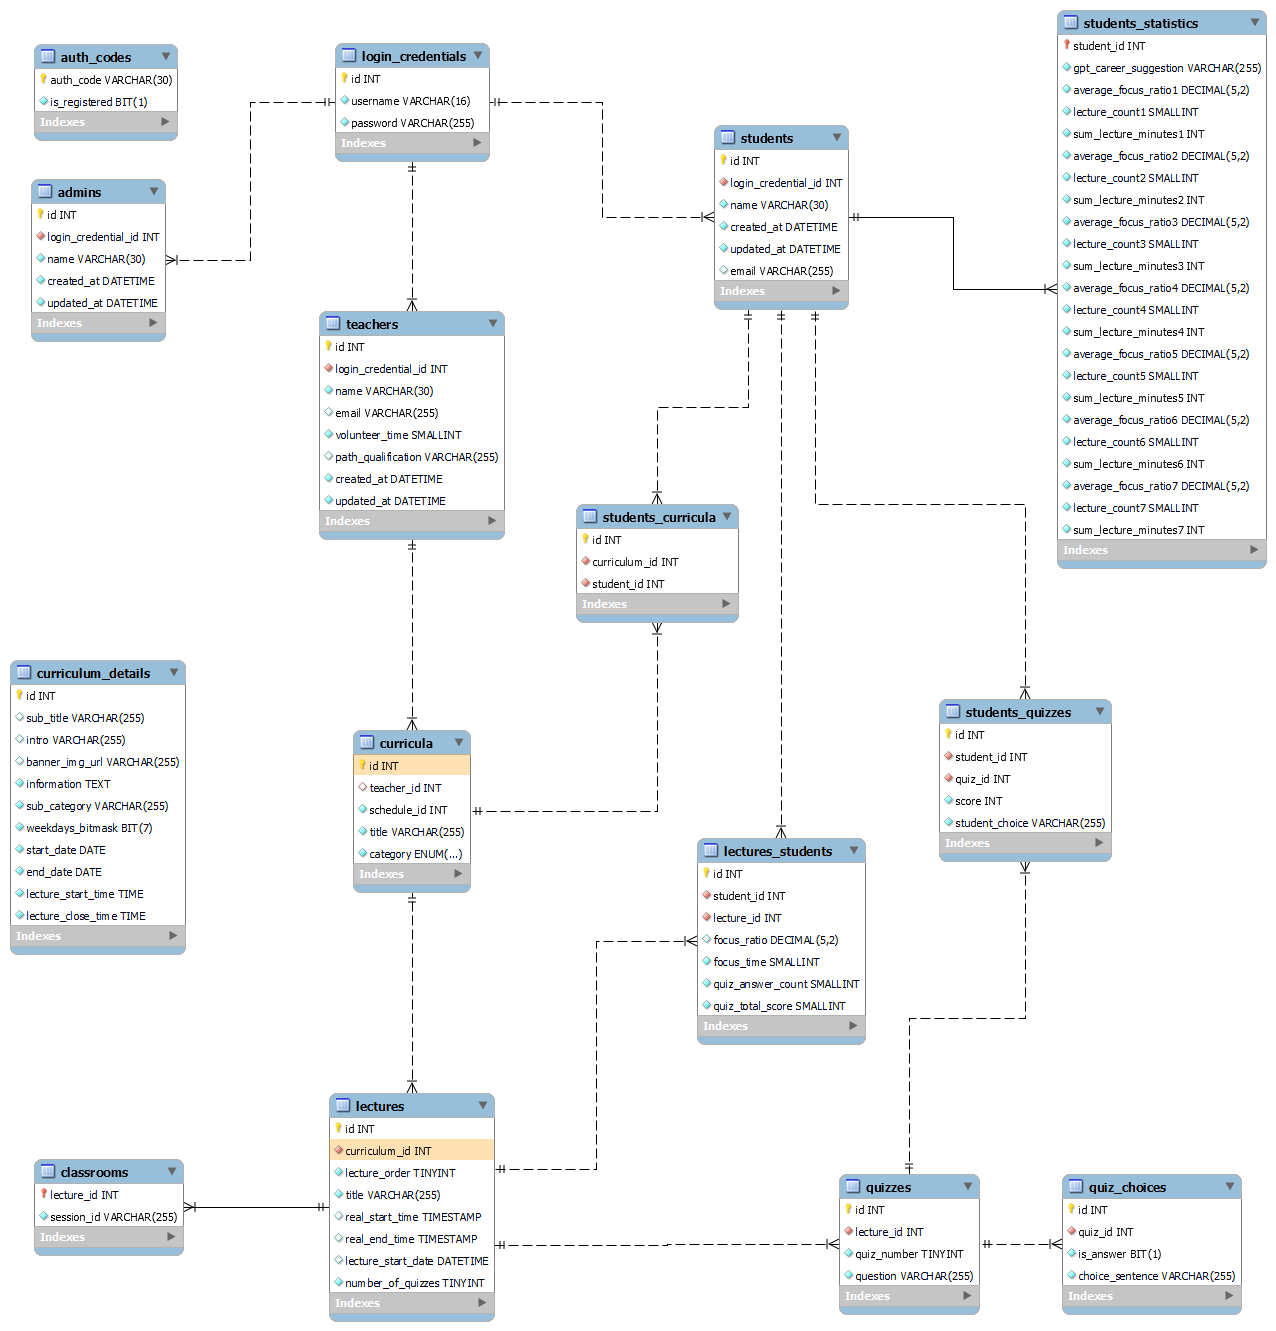 auth_codes
auth_code VARCHAR(30)
is_registered BIT(1)
Indexes
login_credentials
id INT
username VARCHAR(16)
password VARCHAR(255)
Indexes
students_statistics
student_id INT
gpt_career_suggestion VARCHAR(255)
average_focus_ratio1 DECIMAL(5,2)
lecture_count1 SMALLINT
sum_lecture_minutes1 INT
average_focus_ratio2 DECIMAL(5,2)
lecture_count2 SMALLINT
sum_lecture_minutes2 INT
average_focus_ratio3 DECIMAL(5,2)
lecture_count3 SMALLINT
sum_lecture_minutes3 INT
average_focus_ratio4 DECIMAL(5,2)
lecture_count4 SMALLINT
sum_lecture_minutes4 INT
average_focus_ratio5 DECIMAL(5,2)
lecture_count5 SMALLINT
sum_lecture_minutes5 INT
average_focus_ratio6 DECIMAL(5,2)
lecture_count6 SMALLINT
sum_lecture_minutes6 INT
average_focus_ratio7 DECIMAL(5,2)
lecture_count7 SMALLINT
sum_lecture_minutes7 INT
Indexes
students
id INT
login_credential_id INT
name VARCHAR(30)
created_at DATETIME
updated_at DATETIME
email VARCHAR(255)
Indexes
admins
id INT
login_credential_id INT
name VARCHAR(30)
created_at DATETIME
updated_at DATETIME
Indexes
teachers
id INT
login_credential_id INT
name VARCHAR(30)
email VARCHAR(255)
volunteer_time SMALLINT
path_qualification VARCHAR(255)
created_at DATETIME
updated_at DATETIME
Indexes
students_curricula
id INT
curriculum_id INT
student_id INT
Indexes
curriculum_details
id INT
sub_title VARCHAR(255)
intro VARCHAR(255)
banner_img_url VARCHAR(255)
information TEXT
sub_category VARCHAR(255)
weekdays_bitmask BIT(7)
start_date DATE
end_date DATE
lecture_start_time TIME
lecture_close_time TIME
Indexes
curricula
id INT
teacher_id INT
schedule_id INT
title VARCHAR(255)
category ENUM(...)
Indexes
students_quizzes
id INT
student_id INT
quiz_id INT
score INT
student_choice VARCHAR(255)
Indexes
lectures_students
id INT
student_id INT
lecture_id INT
focus_ratio DECIMAL(5,2)
focus_time SMALLINT
quiz_answer_count SMALLINT
quiz_total_score SMALLINT
Indexes
lectures
id INT
curriculum_id INT
lecture_order TINYINT
title VARCHAR(255)
real_start_time TIMESTAMP
real_end_time TIMESTAMP
lecture_start_date DATETIME
number_of_quizzes TINYINT
Indexes
classrooms
lecture_id INT
session_id VARCHAR(255)
Indexes
quizzes
id INT
lecture_id INT
quiz_number TINYINT
question VARCHAR(255)
Indexes
quiz_choices
id INT
quiz_id INT
is_answer BIT(1)
choice_sentence VARCHAR(255)
Indexes